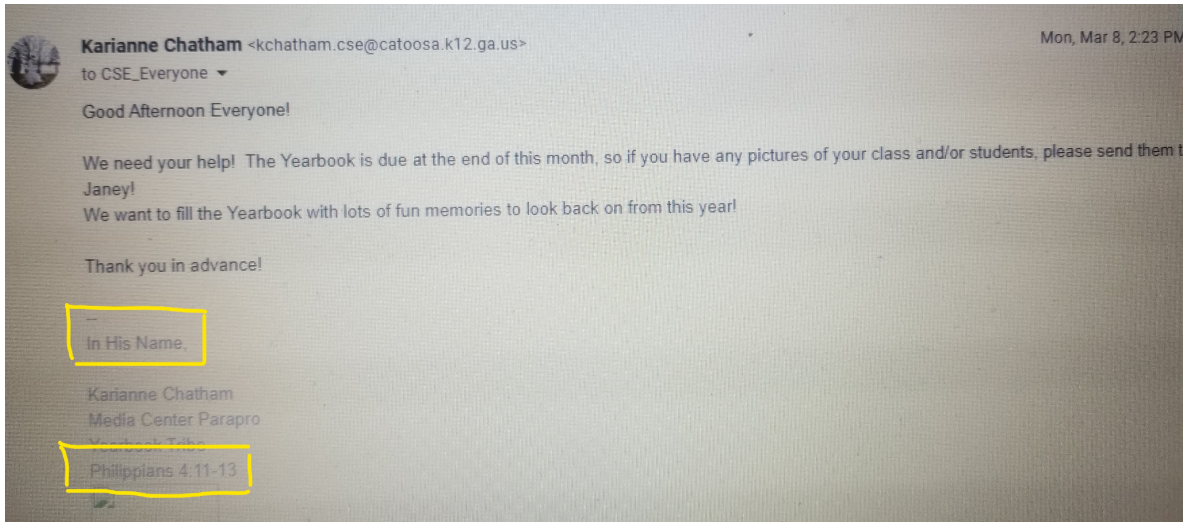 Karianne Chatham <kchatham.cse@catoosa.k12.ga.us>
Mon, Mar 8, 2:23 PM
to CSE_Everyone
Good Afternoon Everyone!
We need your help! The Yearbook is due at the end of this month, so if you have any pictures of your class and/or students, please send them t
Janey!
We want to fill the Yearbook with lots of fun memories to look back on from this year!
Thank you in advance!
--
In His Name,
Karianne Chatham
Media Center Parapro
Yearbook Tribe
Philippians 4:11-13